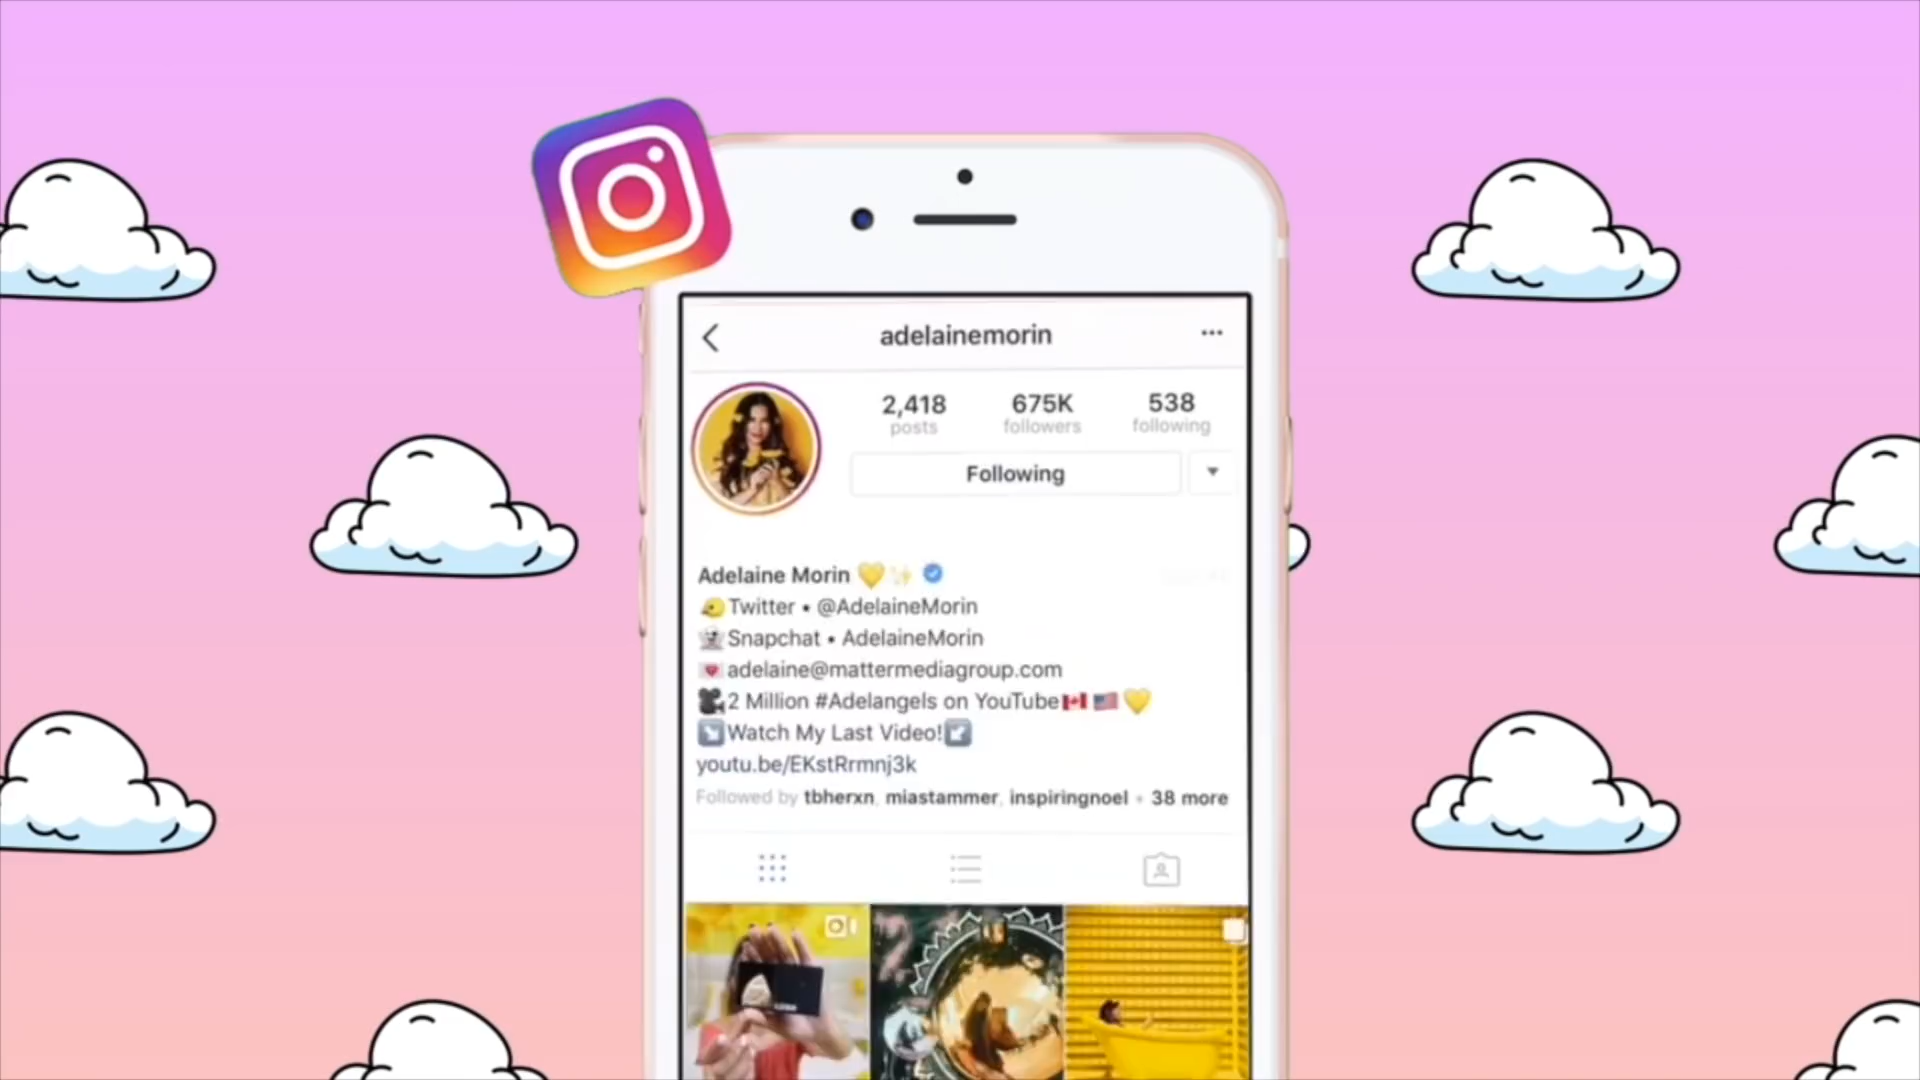 adelainemorin
2,418 675K 538
posts followers following
Following
Adelaine Morin 💛✨
Twitter • @AdelaineMorin
Snapchat • AdelaineMorin
adelaine@mattermediagroup.com
2 Million #Adelangels on YouTube🇨🇦🇺🇸💛
Watch My Last Video!
youtu.be/EKstRrmnj3k
Followed by tbherxn, miastammer, inspiringnoel + 38 more